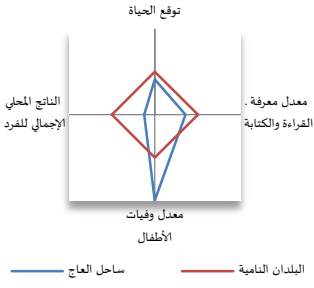 توقع الحياة
معدل معرفة .
القراءة والكتابة
الناتج المحلي
الإجمالي للفرد
معدل وفيات
الأطفال
البلدان النامية
ساحل العاج